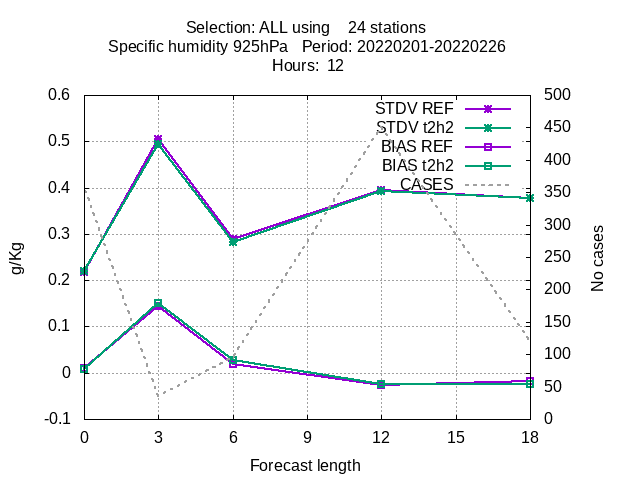 Selection: ALL using    24 stations
Specific humidity 925hPa   Period: 20220201-20220226
Hours:  12
STDV REF
STDV t2h2
BIAS REF
BIAS t2h2
CASES
0.6
0.5
0.4
0.3
0.2
0.1
0
-0.1
g/Kg
500
450
400
350
300
250
200
150
100
50
0
No cases
0 3 6 9 12 15 18
Forecast length